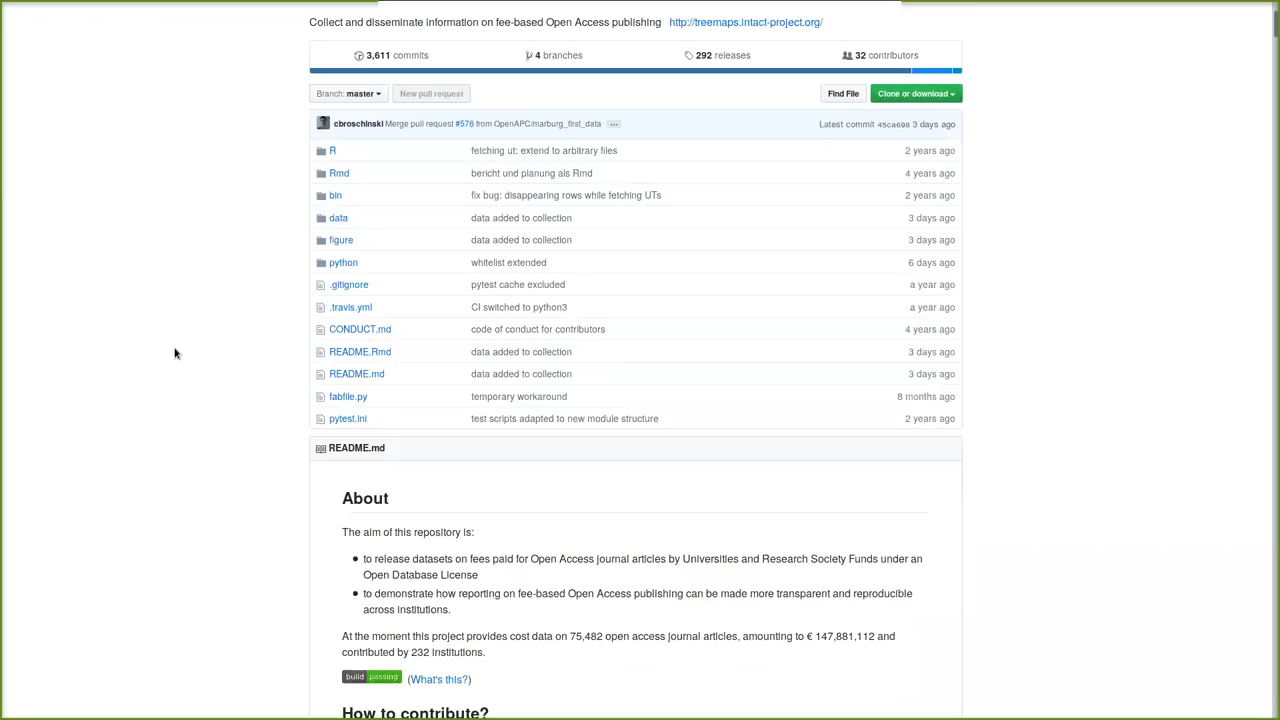 Collect and disseminate information on fee-based Open Access publishing http://treemaps.intact-project.org/
3,611 commits 4 branches 292 releases 32 contributors
Branch: master New pull request Find File Clone or download
cbroschinski Merge pull request #576 from OpenAPC/marburg_first_data ... Latest commit 45ca698 3 days ago
R fetching ut: extend to arbitrary files 2 years ago
Rmd bericht und planung als Rmd 4 years ago
bin fix bug: disappearing rows while fetching UTs 2 years ago
data data added to collection 3 days ago
figure data added to collection 3 days ago
python whitelist extended 6 days ago
.gitignore pytest cache excluded a year ago
.travis.yml CI switched to python3 a year ago
CONDUCT.md code of conduct for contributors 4 years ago
README.Rmd data added to collection 3 days ago
README.md data added to collection 3 days ago
fabfile.py temporary workaround 8 months ago
pytest.ini test scripts adapted to new module structure 2 years ago
README.md
About
The aim of this repository is:
• to release datasets on fees paid for Open Access journal articles by Universities and Research Society Funds under an
Open Database License
• to demonstrate how reporting on fee-based Open Access publishing can be made more transparent and reproducible
across institutions.
At the moment this project provides cost data on 75,482 open access journal articles, amounting to € 147,881,112 and
contributed by 232 institutions.
build passing (What's this?)
How to contribute?